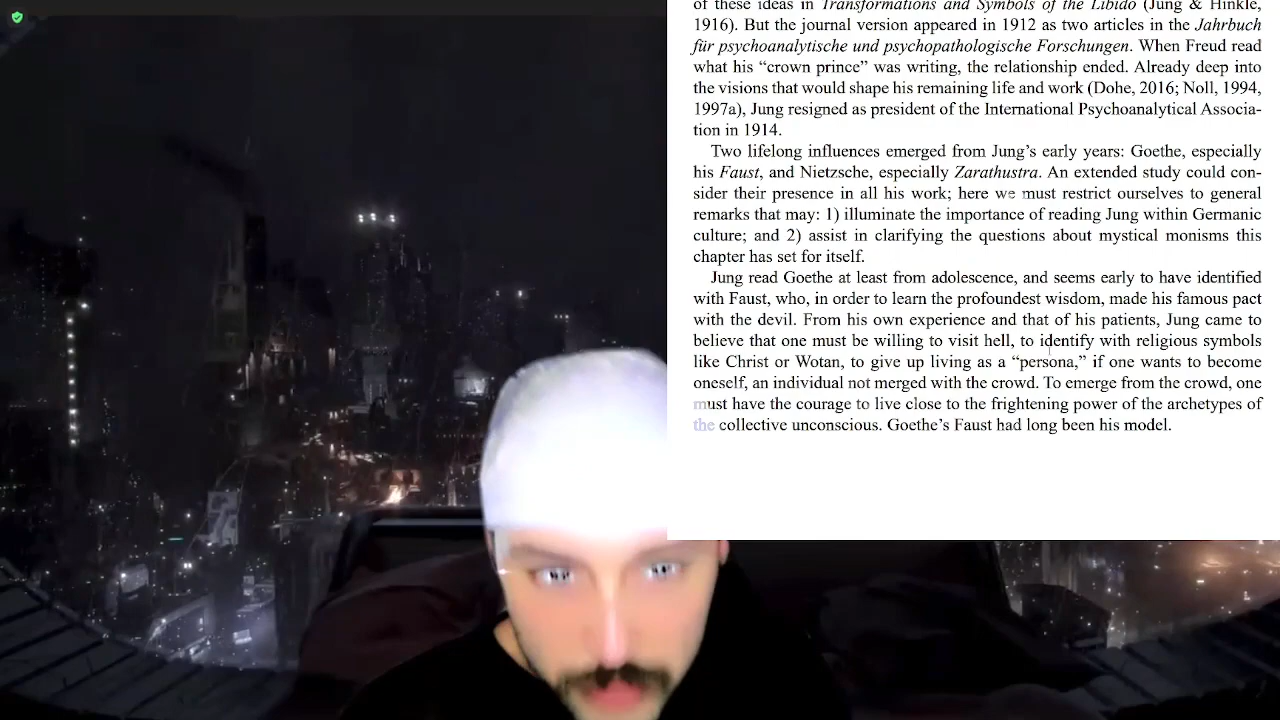 of these ideas in Transformations and Symbols of the Libido (Jung & Hinkle,
1916). But the journal version appeared in 1912 as two articles in the Jahrbuch
für psychoanalytische und psychopathologische Forschungen. When Freud read
what his “crown prince” was writing, the relationship ended. Already deep into
the visions that would shape his remaining life and work (Dohe, 2016; Noll, 1994,
1997a), Jung resigned as president of the International Psychoanalytical Associa-
tion in 1914.
Two lifelong influences emerged from Jung’s early years: Goethe, especially
his Faust, and Nietzsche, especially Zarathustra. An extended study could con-
sider their presence in all his work; here we must restrict ourselves to general
remarks that may: 1) illuminate the importance of reading Jung within Germanic
culture; and 2) assist in clarifying the questions about mystical monisms this
chapter has set for itself.
Jung read Goethe at least from adolescence, and seems early to have identified
with Faust, who, in order to learn the profoundest wisdom, made his famous pact
with the devil. From his own experience and that of his patients, Jung came to
believe that one must be willing to visit hell, to identify with religious symbols
like Christ or Wotan, to give up living as a “persona,” if one wants to become
oneself, an individual not merged with the crowd. To emerge from the crowd, one
must have the courage to live close to the frightening power of the archetypes of
the collective unconscious. Goethe’s Faust had long been his model.